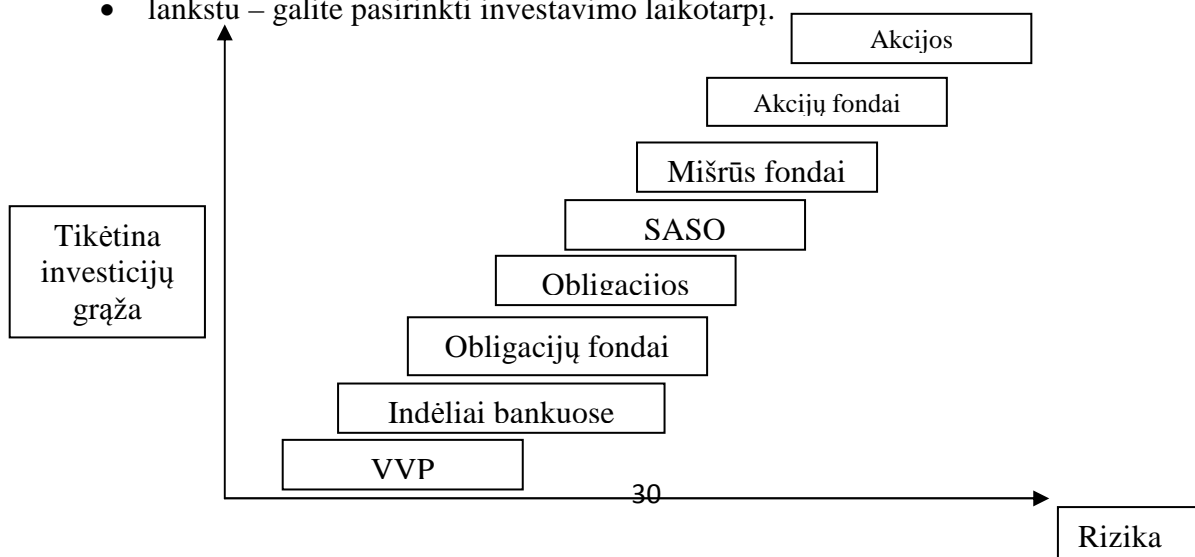 • lankstu – galite pasirinkti investavimo laikotarpį.
Akcijos
Akcijų fondai
Mišrūs fondai
SASO
Tikėtina
investicijų
grąža
Obligacijos
Obligacijų fondai
Indėliai bankuose
VVP
30
Rizika